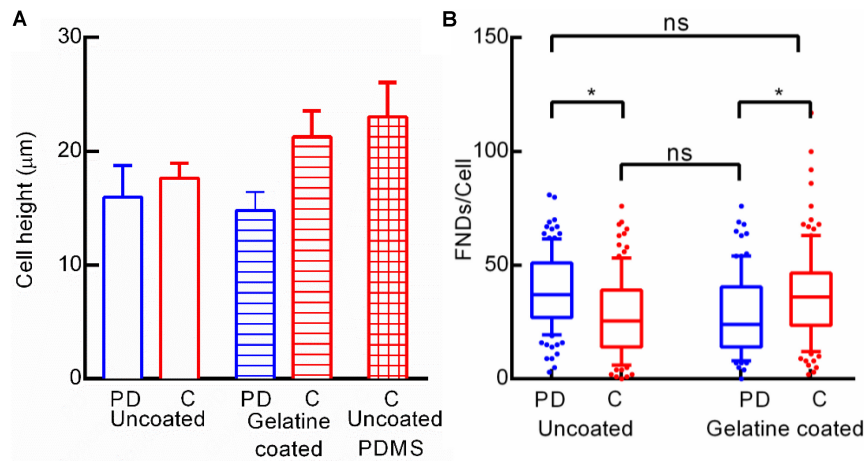 A
Cell height (μm)
30
20
10
0
PD C PD C C
Uncoated Gelatine coated Uncoated PDMS
B
FNDs/Cell
150
100
50
0
ns
* *
ns
PD C PD C
Uncoated Gelatine coated